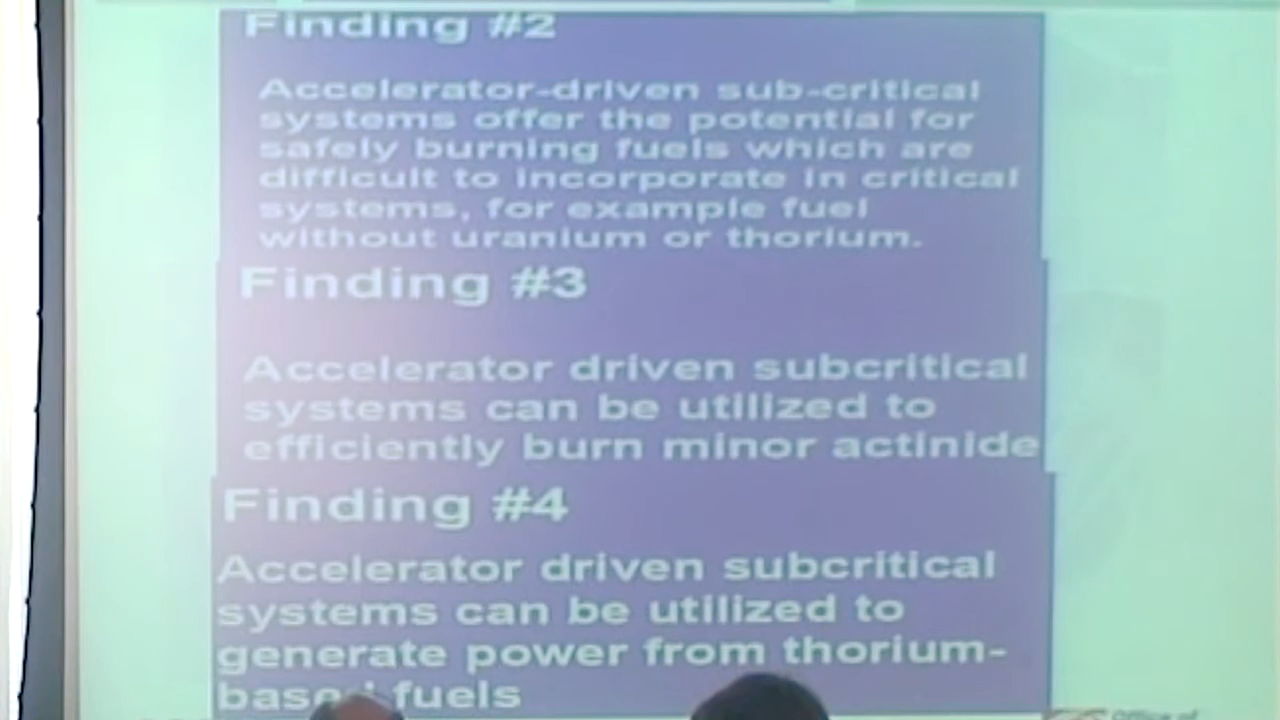 Finding #2
Accelerator-driven sub-critical
systems offer the potential for
safely burning fuels which are
difficult to incorporate in critical
systems, for example fuel
without uranium or thorium.
Finding #3
Accelerator driven subcritical
systems can be utilized to
efficiently burn minor actinide
Finding #4
Accelerator driven subcritical
systems can be utilized to
generate power from thorium-
based fuels
Office of